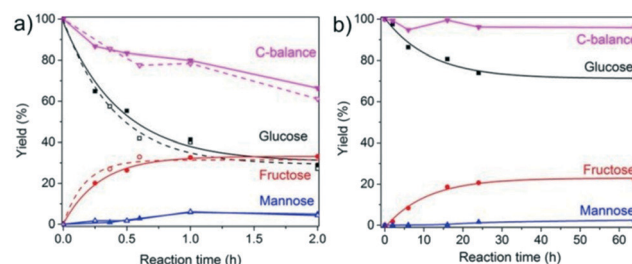 a)
100
80
60
40
20
0
Yield (%)
C-balance
Glucose
Fructose
Mannose
0.0 0.5 1.0 1.5 2.0
Reaction time (h)
b)
100
80
60
40
20
0
Yield (%)
C-balance
Glucose
Fructose
Mannose
0 10 20 30 40 50 60
Reaction time (h)